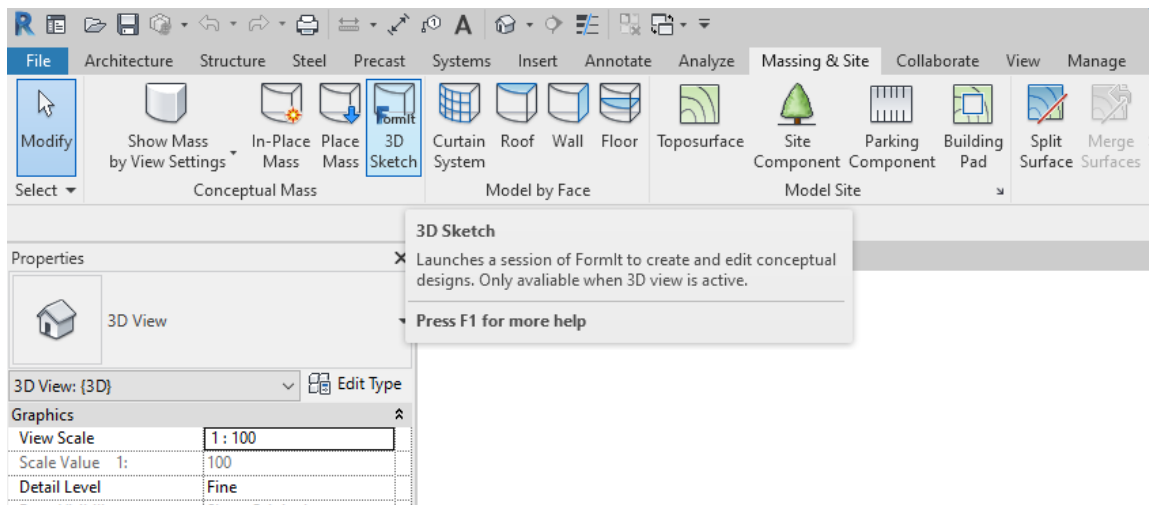 File Architecture Structure Steel Precast Systems Insert Annotate Analyze Massing & Site Collaborate View Manage
Modify
Show Mass
by View Settings
In-Place
Mass
Place
Mass
FormIt
3D
Sketch
Curtain
System
Roof
Wall
Floor
Toposurface
Site
Component
Parking
Component
Building
Pad
Split
Surface
Merge
Surfaces
Select
Conceptual Mass
Model by Face
Model Site
3D Sketch
Launches a session of FormIt to create and edit conceptual
designs. Only avaliable when 3D view is active.
Press F1 for more help
Properties
3D View
3D View: {3D}
Edit Type
Graphics
View Scale 1 : 100
Scale Value 1: 100
Detail Level Fine